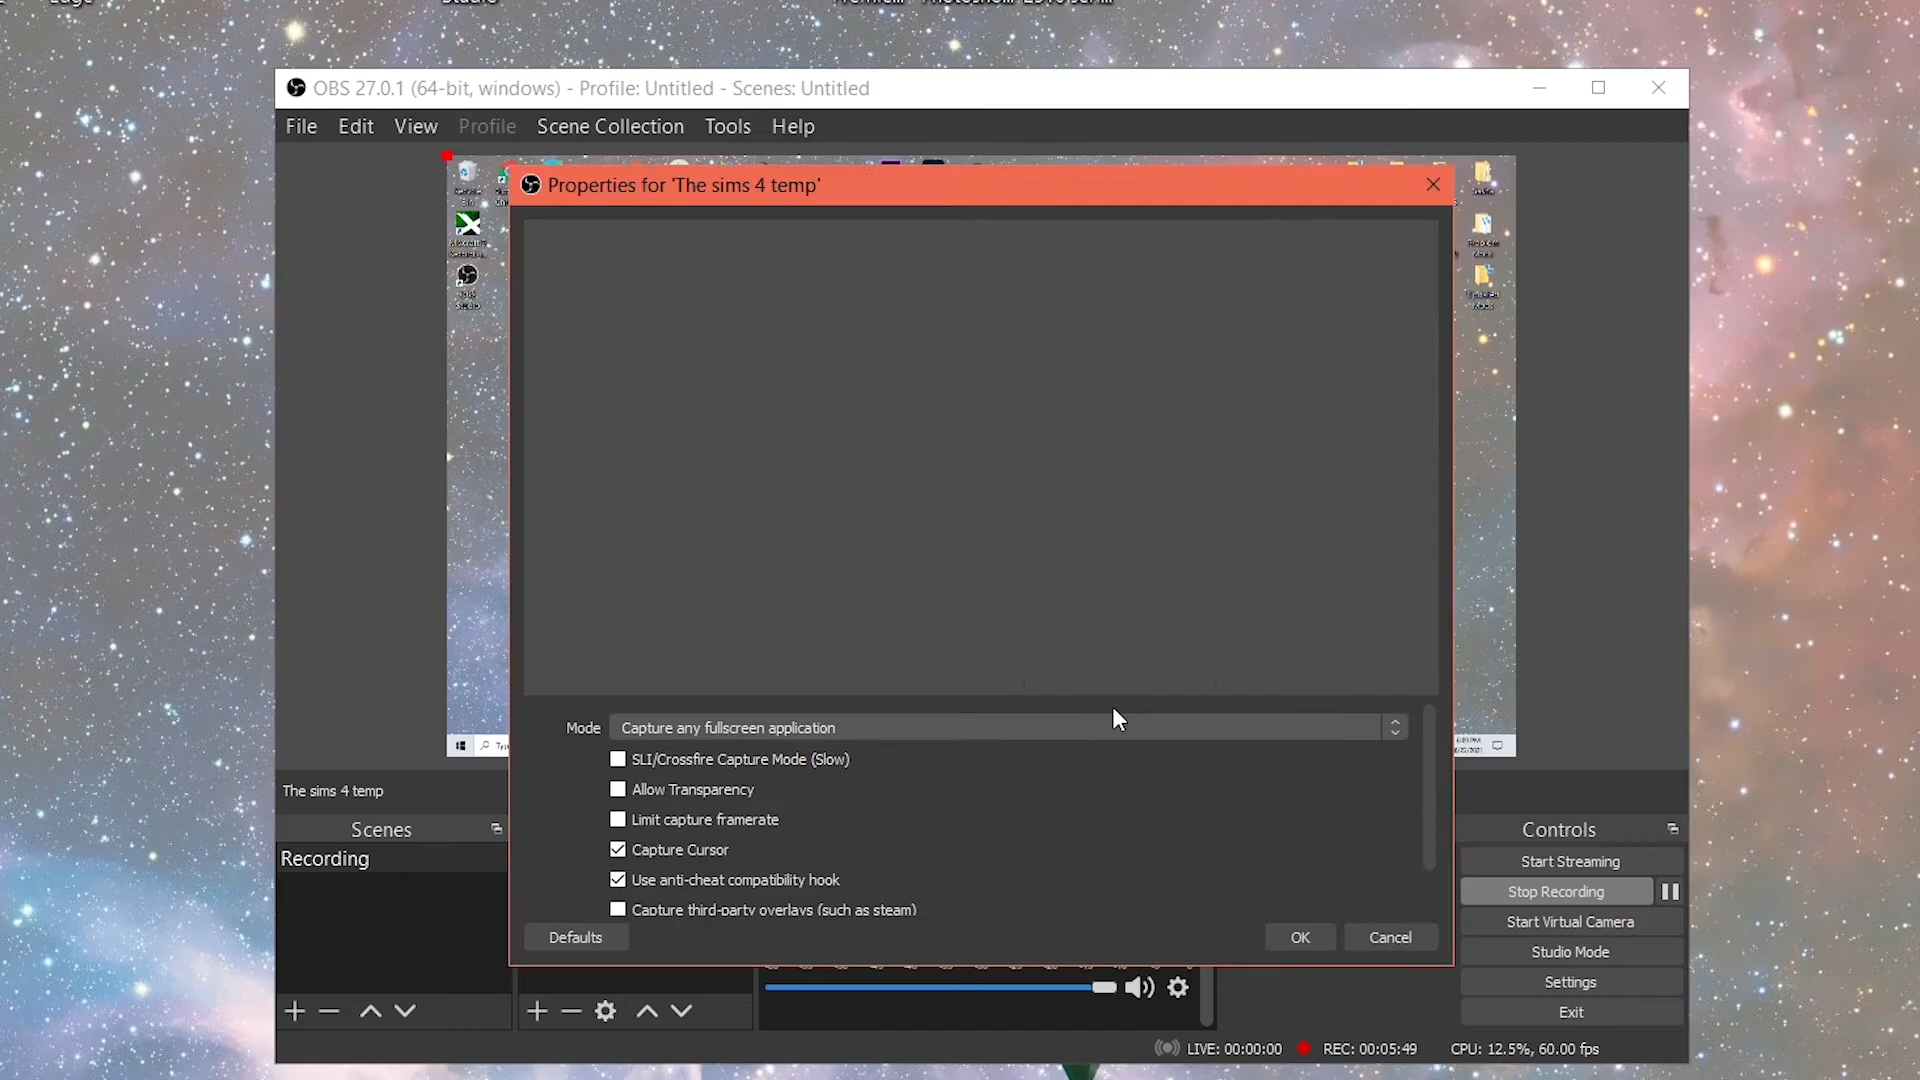 Edge
Studio
OBS 27.0.1 (64-bit, windows) - Profile: Untitled - Scenes: Untitled
File Edit View Profile Scene Collection Tools Help
Properties for 'The sims 4 temp'
Mode Capture any fullscreen application
SLI/Crossfire Capture Mode (Slow)
Allow Transparency
Limit capture framerate
Capture Cursor
Use anti-cheat compatibility hook
Capture third-party overlays (such as steam)
Defaults OK Cancel
The sims 4 temp
Scenes
Recording
Controls
Start Streaming
Stop Recording
Start Virtual Camera
Studio Mode
Settings
Exit
LIVE: 00:00:00 REC: 00:05:49 CPU: 12.5%, 60.00 fps